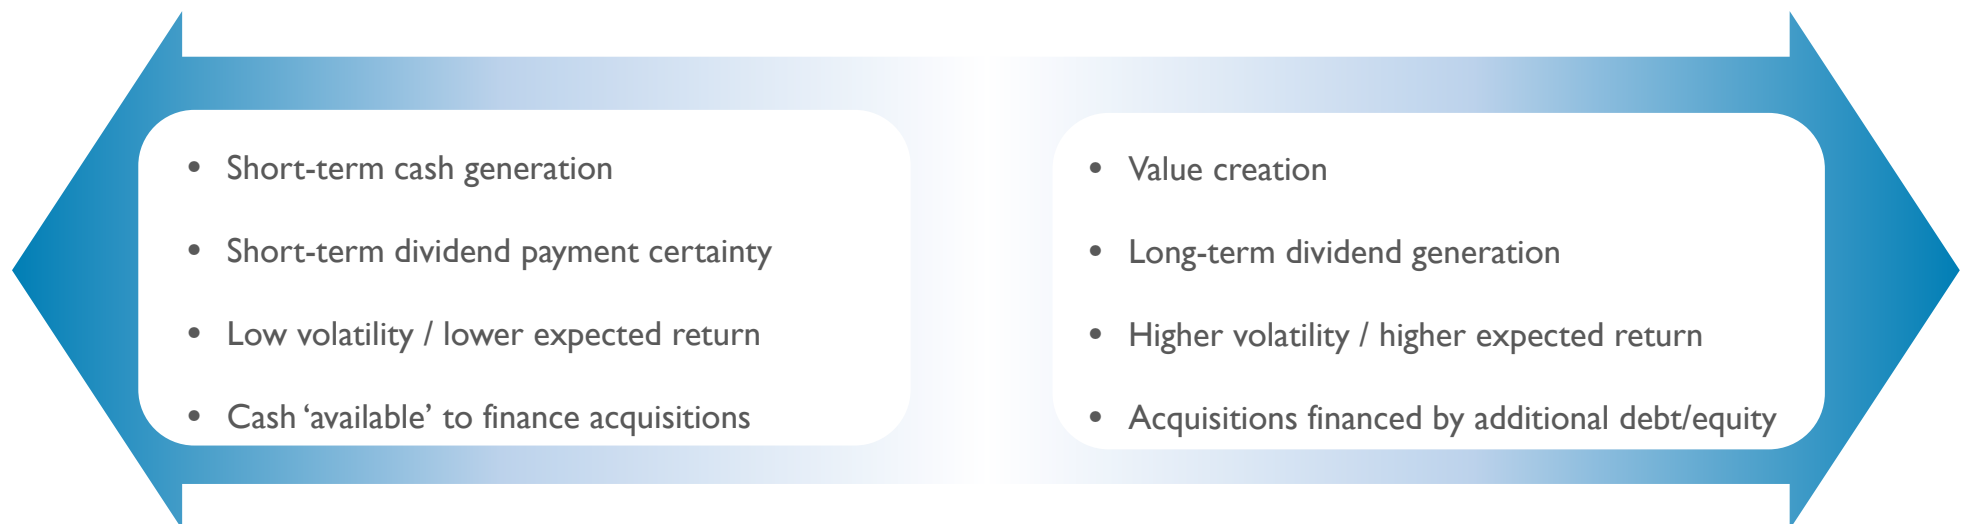 • Short-term cash generation
• Short-term dividend payment certainty
• Low volatility / lower expected return
• Cash ‘available’ to finance acquisitions
• Value creation
• Long-term dividend generation
• Higher volatility / higher expected return
• Acquisitions financed by additional debt/equity